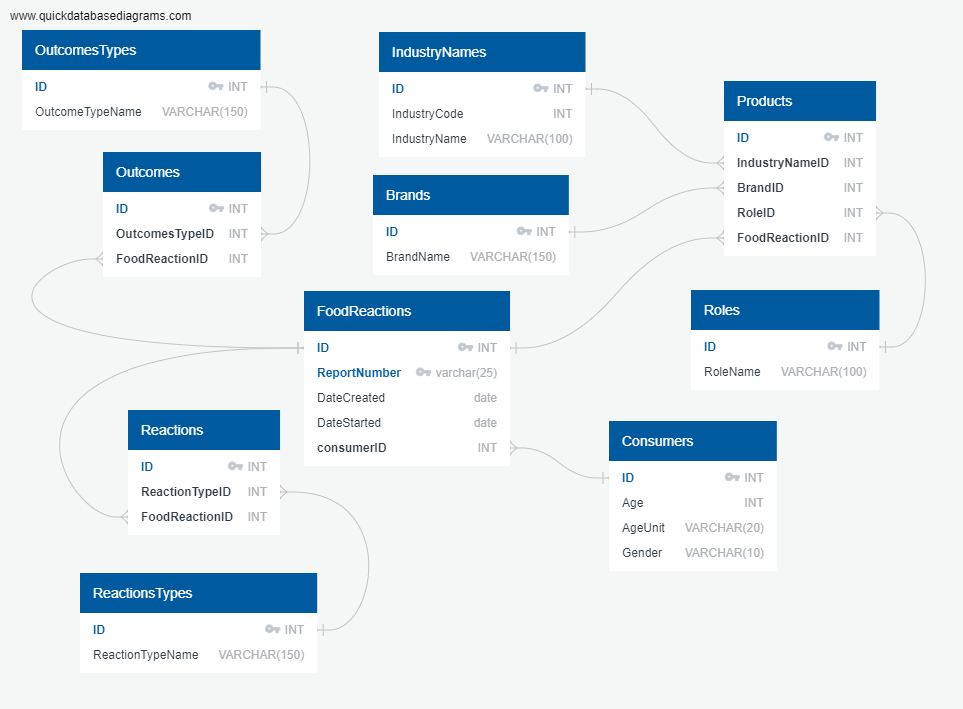 www.quickdatabasediagrams.com
OutcomesTypes
ID INT
OutcomeTypeName VARCHAR(150)
Outcomes
ID INT
OutcomesTypeID INT
FoodReactionID INT
IndustryNames
ID INT
IndustryCode INT
IndustryName VARCHAR(100)
Brands
ID INT
BrandName VARCHAR(150)
Products
ID INT
IndustryNameID INT
BrandID INT
RoleID INT
FoodReactionID INT
FoodReactions
ID INT
ReportNumber varchar(25)
DateCreated date
DateStarted date
consumerID INT
Roles
ID INT
RoleName VARCHAR(100)
Reactions
ID INT
ReactionTypeID INT
FoodReactionID INT
Consumers
ID INT
Age INT
AgeUnit VARCHAR(20)
Gender VARCHAR(10)
ReactionsTypes
ID INT
ReactionTypeName VARCHAR(150)